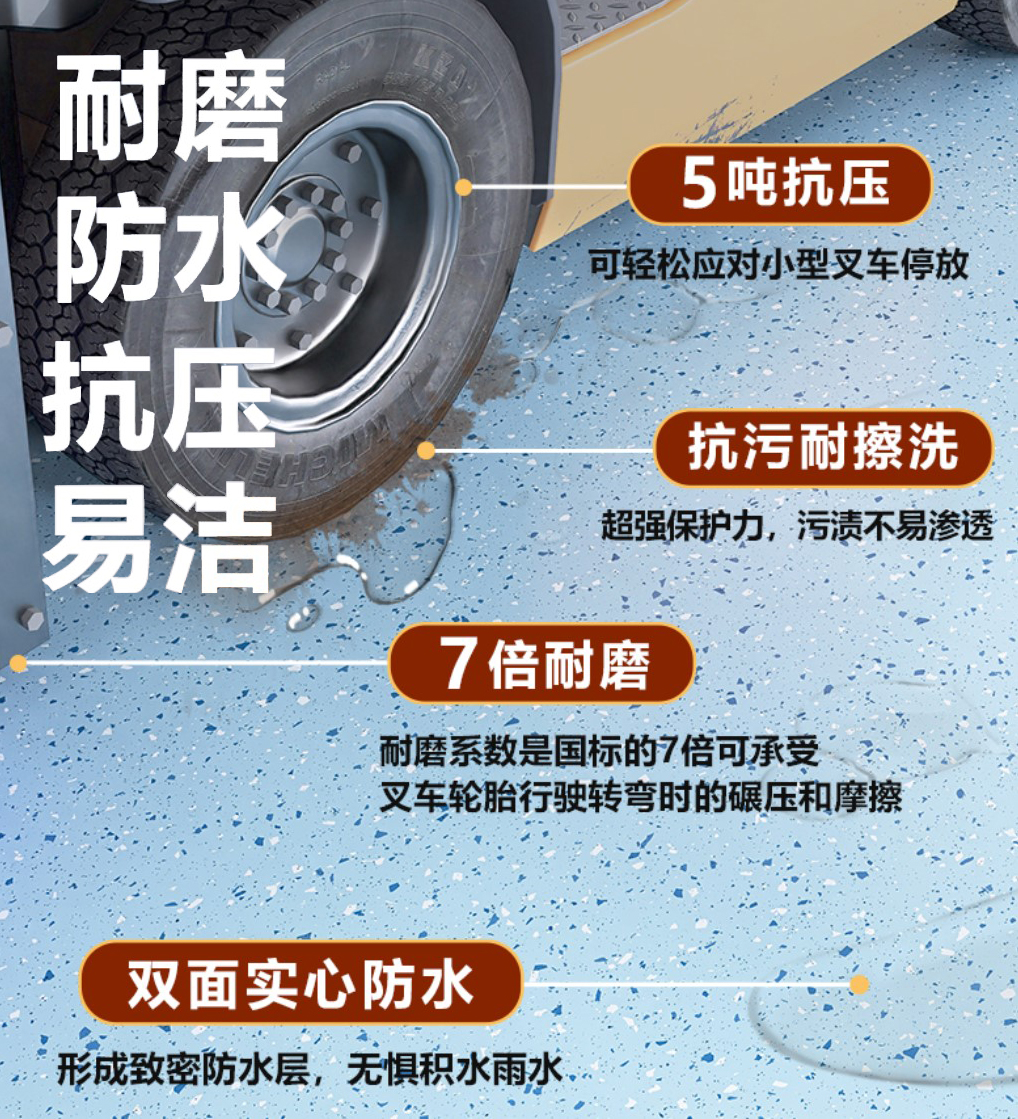 耐磨
防水
抗压
易洁
5吨抗压
可轻松应对小型叉车停放
抗污耐擦洗
超强保护力，污渍不易渗透
7倍耐磨
耐磨系数是国标的7倍可承受
叉车轮胎行驶转弯时的碾压和摩擦
双面实心防水
形成致密防水层，无惧积水雨水